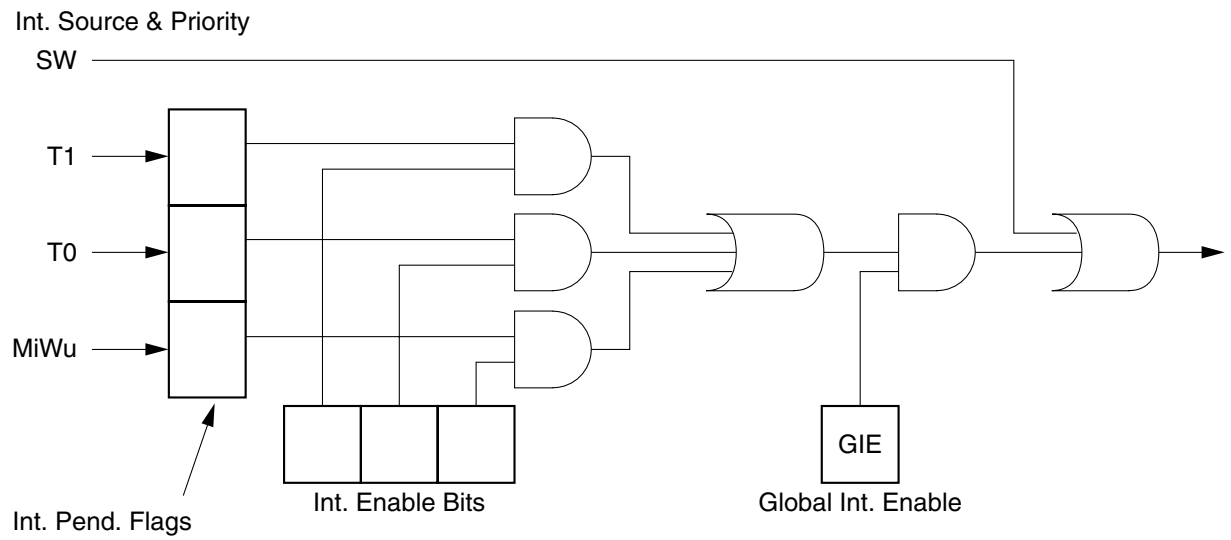 Int. Source & Priority
SW
T1
T0
MiWu
GIE
Int. Enable Bits
Global Int. Enable
Int. Pend. Flags